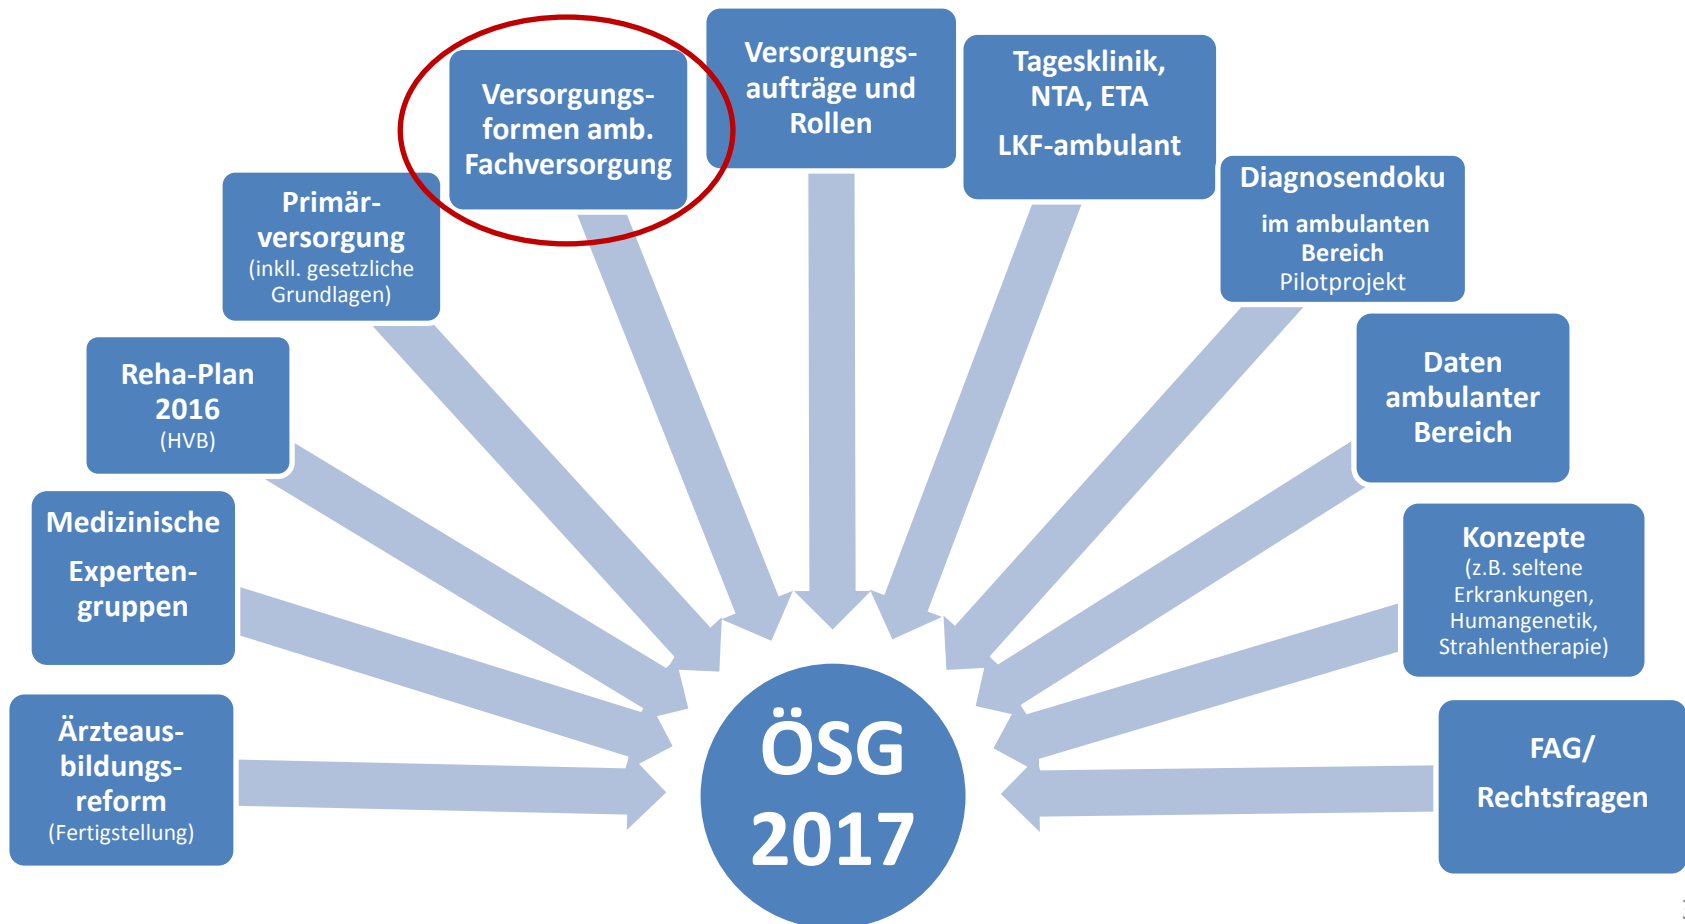 Ärzteaus-
bildungs-
reform
(Fertigstellung)
Medizinische
Experten-
gruppen
Reha-Plan
2016
(HVB)
Primär-
versorgung
(inkll. gesetzliche
Grundlagen)
Versorgungs-
formen amb.
Fachversorgung
Versorgungs-
aufträge und
Rollen
Tagesklinik,
NTA, ETA
LKF-ambulant
Diagnosendoku
im ambulanten
Bereich
Pilotprojekt
Daten
ambulanter
Bereich
Konzepte
(z.B. seltene
Erkrankungen,
Humangenetik,
Strahlentherapie)
FAG/
Rechtsfragen
ÖSG
2017